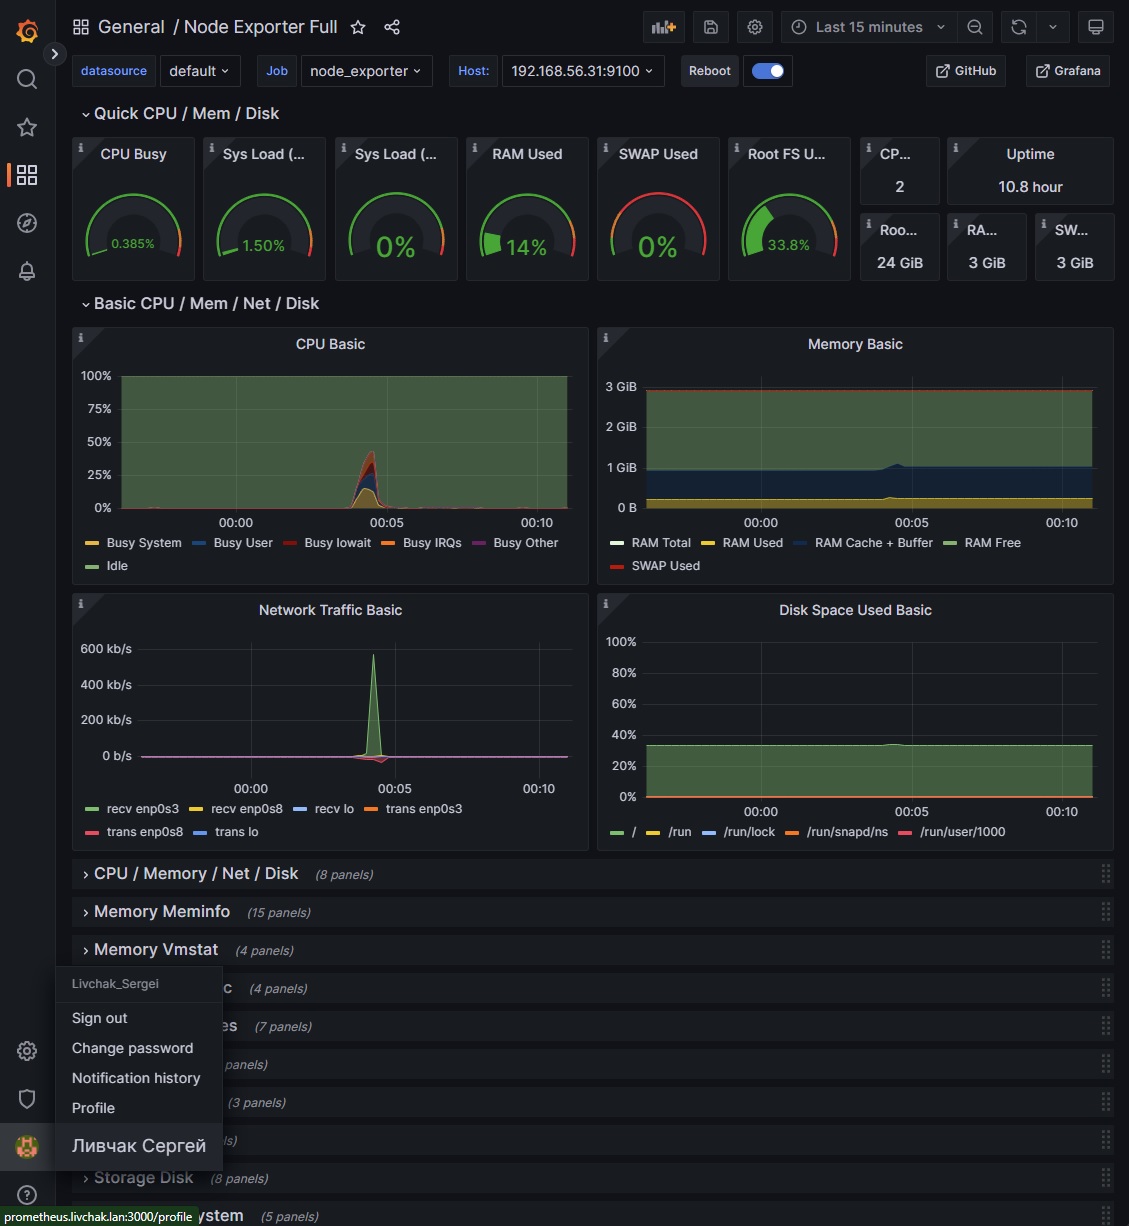 General / Node Exporter Full
Last 15 minutes
datasource default Job node_exporter Host: 192.168.56.31:9100 Reboot GitHub Grafana
Quick CPU / Mem / Disk
CPU Busy
0.385%
Sys Load (...
1.50%
Sys Load (...
0%
RAM Used
14%
SWAP Used
0%
Root FS U...
33.8%
CP...
2
Uptime
10.8 hour
Roo...
24 GiB
RA...
3 GiB
SW...
3 GiB
Basic CPU / Mem / Net / Disk
CPU Basic
100%
75%
50%
25%
0%
00:00 00:05 00:10
Busy System Busy User Busy Iowait Busy IRQs Busy Other
Idle
Memory Basic
3 GiB
2 GiB
1 GiB
0 B
00:00 00:05 00:10
RAM Total RAM Used RAM Cache + Buffer RAM Free
SWAP Used
Network Traffic Basic
600 kb/s
400 kb/s
200 kb/s
0 b/s
00:00 00:05 00:10
recv enp0s3 recv enp0s8 recv lo trans enp0s3
trans enp0s8 trans lo
Disk Space Used Basic
100%
80%
60%
40%
20%
0%
00:00 00:05 00:10
/ /run /run/lock /run/snapd/ns /run/user/1000
CPU / Memory / Net / Disk (8 panels)
Memory Meminfo (15 panels)
Memory Vmstat (4 panels)
c (4 panels)
es (7 panels)
panels)
(3 panels)
ls)
Storage Disk (8 panels)
ystem (5 panels)
Livchak_Sergei
Sign out
Change password
Notification history
Profile
Ливчак Сергей
prometheus.livchak.lan:3000/profile